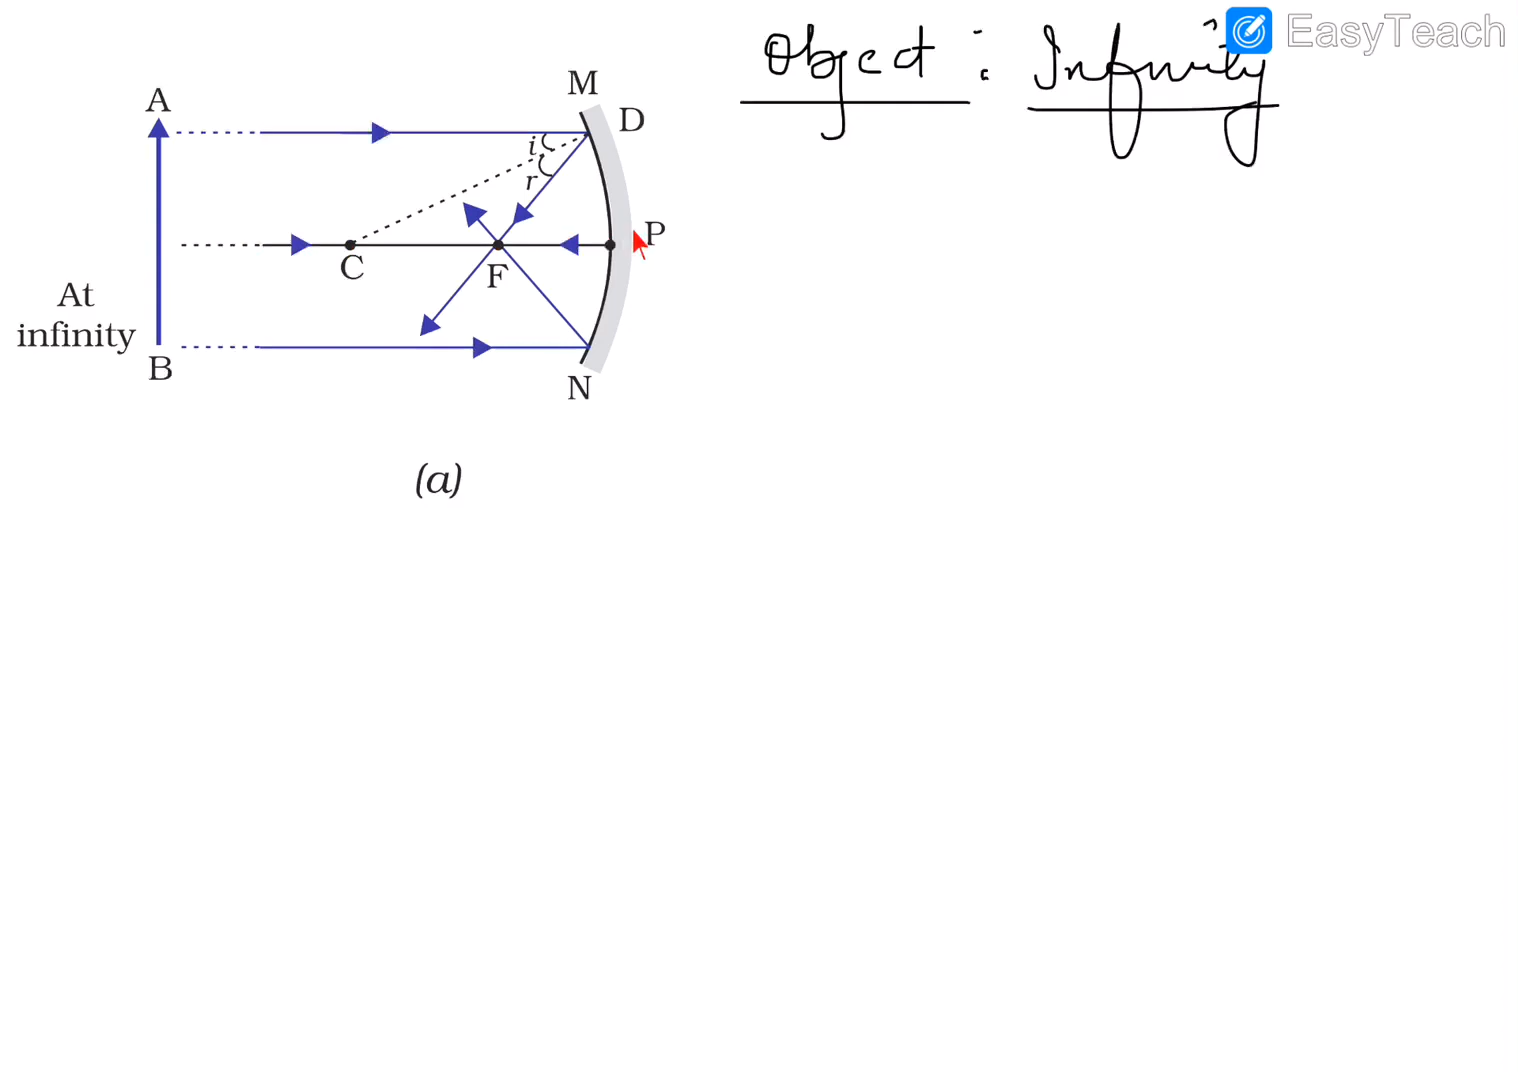 Object : Infinity
EasyTeach
M
A
D
i
r
P
C
F
At
infinity
B
N
(a)